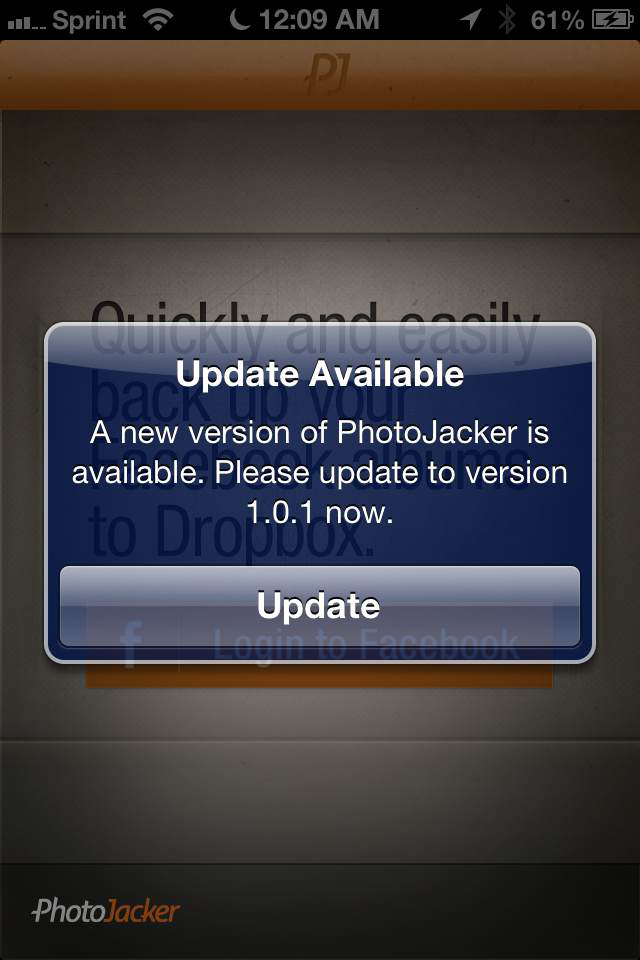 Sprint 12:09 AM 61%
PJ
Quickly and easily
Update Available
back up your
A new version of PhotoJacker is
available. Please update to version
Facebook albums
1.0.1 now.
to Dropbox.
Update
f Login to Facebook
PhotoJacker